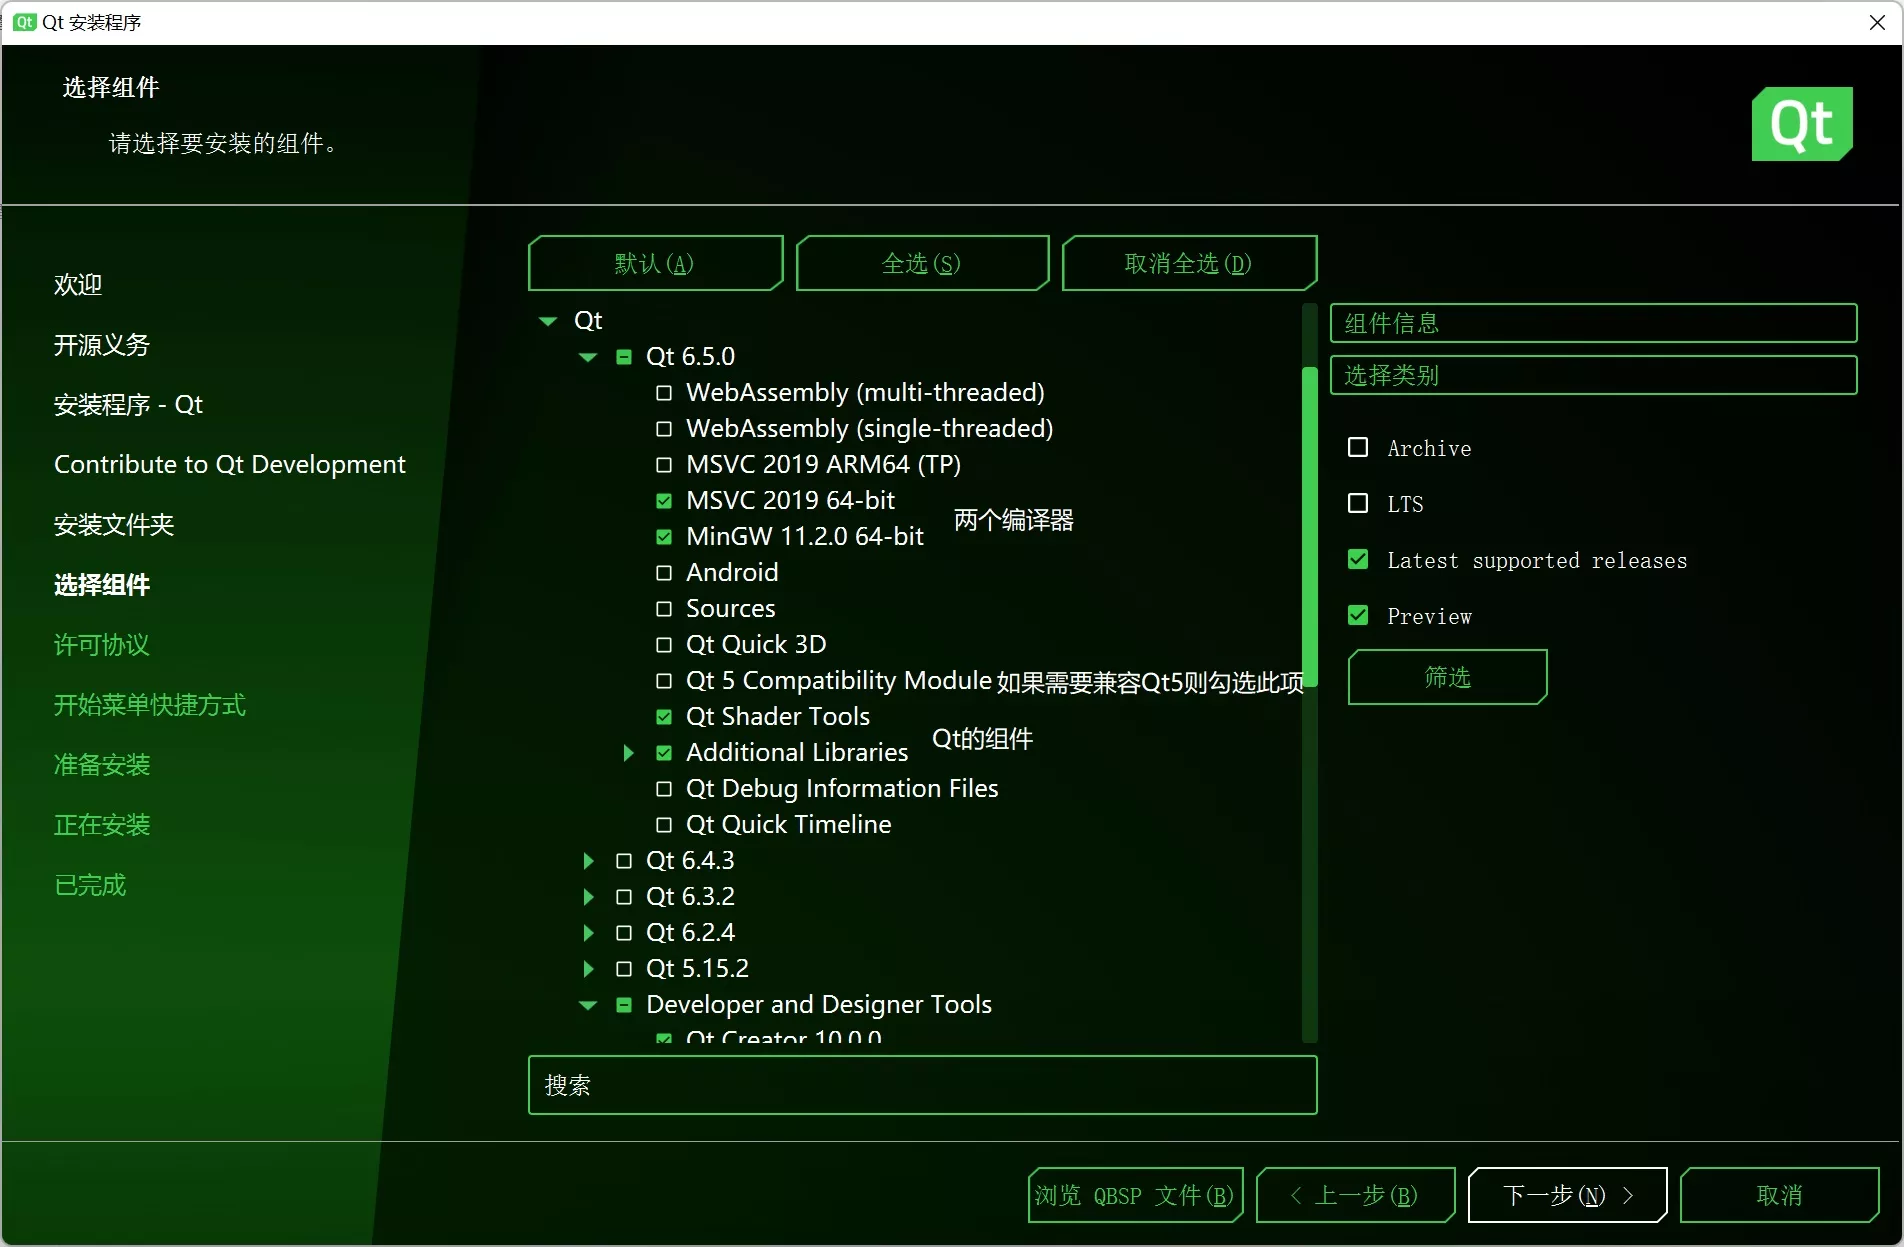 Qt Qt 安装程序
选择组件
请选择要安装的组件。
Qt
欢迎
开源义务
安装程序 - Qt
Contribute to Qt Development
安装文件夹
选择组件
许可协议
开始菜单快捷方式
准备安装
正在安装
已完成
默认(A) 全选(S) 取消全选(D)
Qt
Qt 6.5.0
WebAssembly (multi-threaded)
WebAssembly (single-threaded)
MSVC 2019 ARM64 (TP)
MSVC 2019 64-bit
两个编译器
MinGW 11.2.0 64-bit
Android
Sources
Qt Quick 3D
Qt 5 Compatibility Module 如果需要兼容Qt5则勾选此项
Qt Shader Tools
Qt的组件
Additional Libraries
Qt Debug Information Files
Qt Quick Timeline
Qt 6.4.3
Qt 6.3.2
Qt 6.2.4
Qt 5.15.2
Developer and Designer Tools
Qt Creator 10.0.0
搜索
组件信息
选择类别
Archive
LTS
Latest supported releases
Preview
筛选
浏览 QBSP 文件(B) < 上一步(B) 下一步(N) > 取消